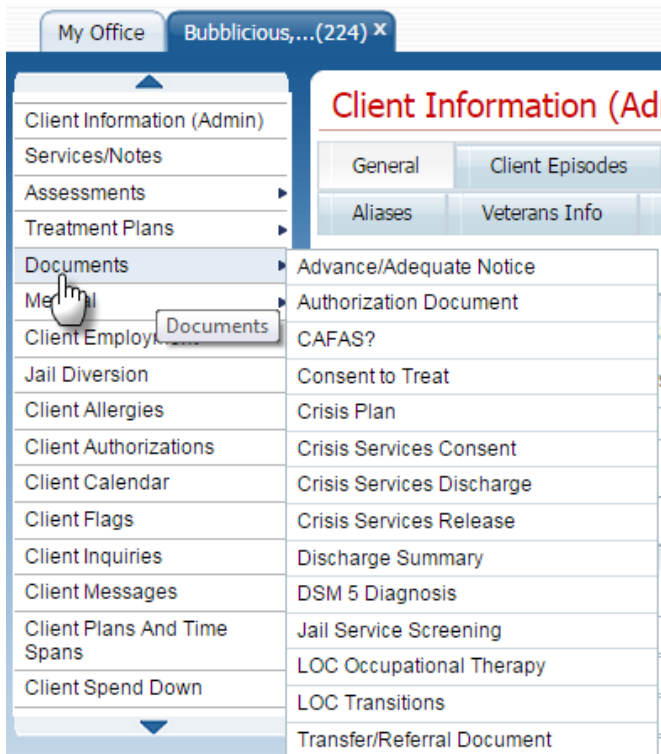 My Office
Bubblicious,...(224) x
Client Information (Admin)
Services/Notes
Assessments
Treatment Plans
Documents
Documents
Client
Jail Diversion
Client Allergies
Client Authorizations
Client Calendar
Client Flags
Client Inquiries
Client Messages
Client Plans And Time
Spans
Client Spend Down
Client Information (Ad
General
Client Episodes
Aliases
Veterans Info
Advance/Adequate Notice
Authorization Document
CAFAS?
Consent to Treat
Crisis Plan
Crisis Services Consent
Crisis Services Discharge
Crisis Services Release
Discharge Summary
DSM 5 Diagnosis
Jail Service Screening
LOC Occupational Therapy
LOC Transitions
Transfer/Referral Document